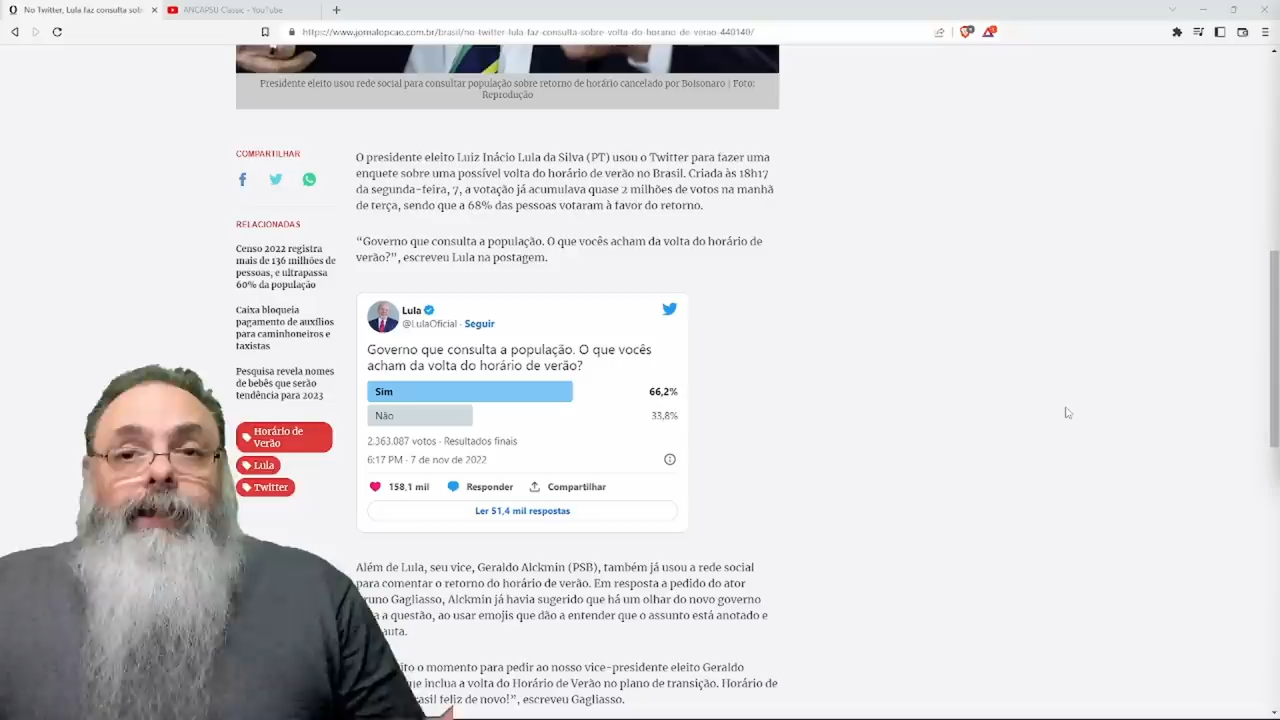 No Twitter, Lula faz consulta sob
ANCAPSU Classic - YouTube
https://www.jornalopcao.com.br/brasil/no-twitter-lula-faz-consulta-sobre-volta-do-horario-de-verao-440140/
Presidente eleito usou rede social para consultar população sobre retorno de horário cancelado por Bolsonaro | Foto:
Reprodução
COMPARTILHAR
RELACIONADAS
Censo 2022 registra
mais de 136 milhões de
pessoas, e ultrapassa
60% da população
Caixa bloqueia
pagamento de auxílios
para caminhoneiros e
taxistas
Pesquisa revela nomes
de bebês que serão
tendência para 2023
Horário de
Verão
Lula
Twitter
O presidente eleito Luiz Inácio Lula da Silva (PT) usou o Twitter para fazer uma
enquete sobre uma possível volta do horário de verão no Brasil. Criada às 18h17
da segunda-feira, 7, a votação já acumulava quase 2 milhões de votos na manhã
de terça, sendo que a 68% das pessoas votaram à favor do retorno.
“Governo que consulta a população. O que vocês acham da volta do horário de
verão?”, escreveu Lula na postagem.
Lula
@LulaOficial · Seguir
Governo que consulta a população. O que vocês
acham da volta do horário de verão?
Sim 66,2%
Não 33,8%
2.363.087 votos · Resultados finais
6:17 PM · 7 de nov de 2022
158,1 mil Responder Compartilhar
Ler 51,4 mil respostas
Além de Lula, seu vice, Geraldo Alckmin (PSB), também já usou a rede social
para comentar o retorno do horário de verão. Em resposta a pedido do ator
runo Gagliasso, Alckmin já havia sugerido que há um olhar do novo governo
a a questão, ao usar emojis que dão a entender que o assunto está anotado e
auta.
ito o momento para pedir ao nosso vice-presidente eleito Geraldo
ue inclua a volta do Horário de Verão no plano de transição. Horário de
asil feliz de novo!”, escreveu Gagliasso.